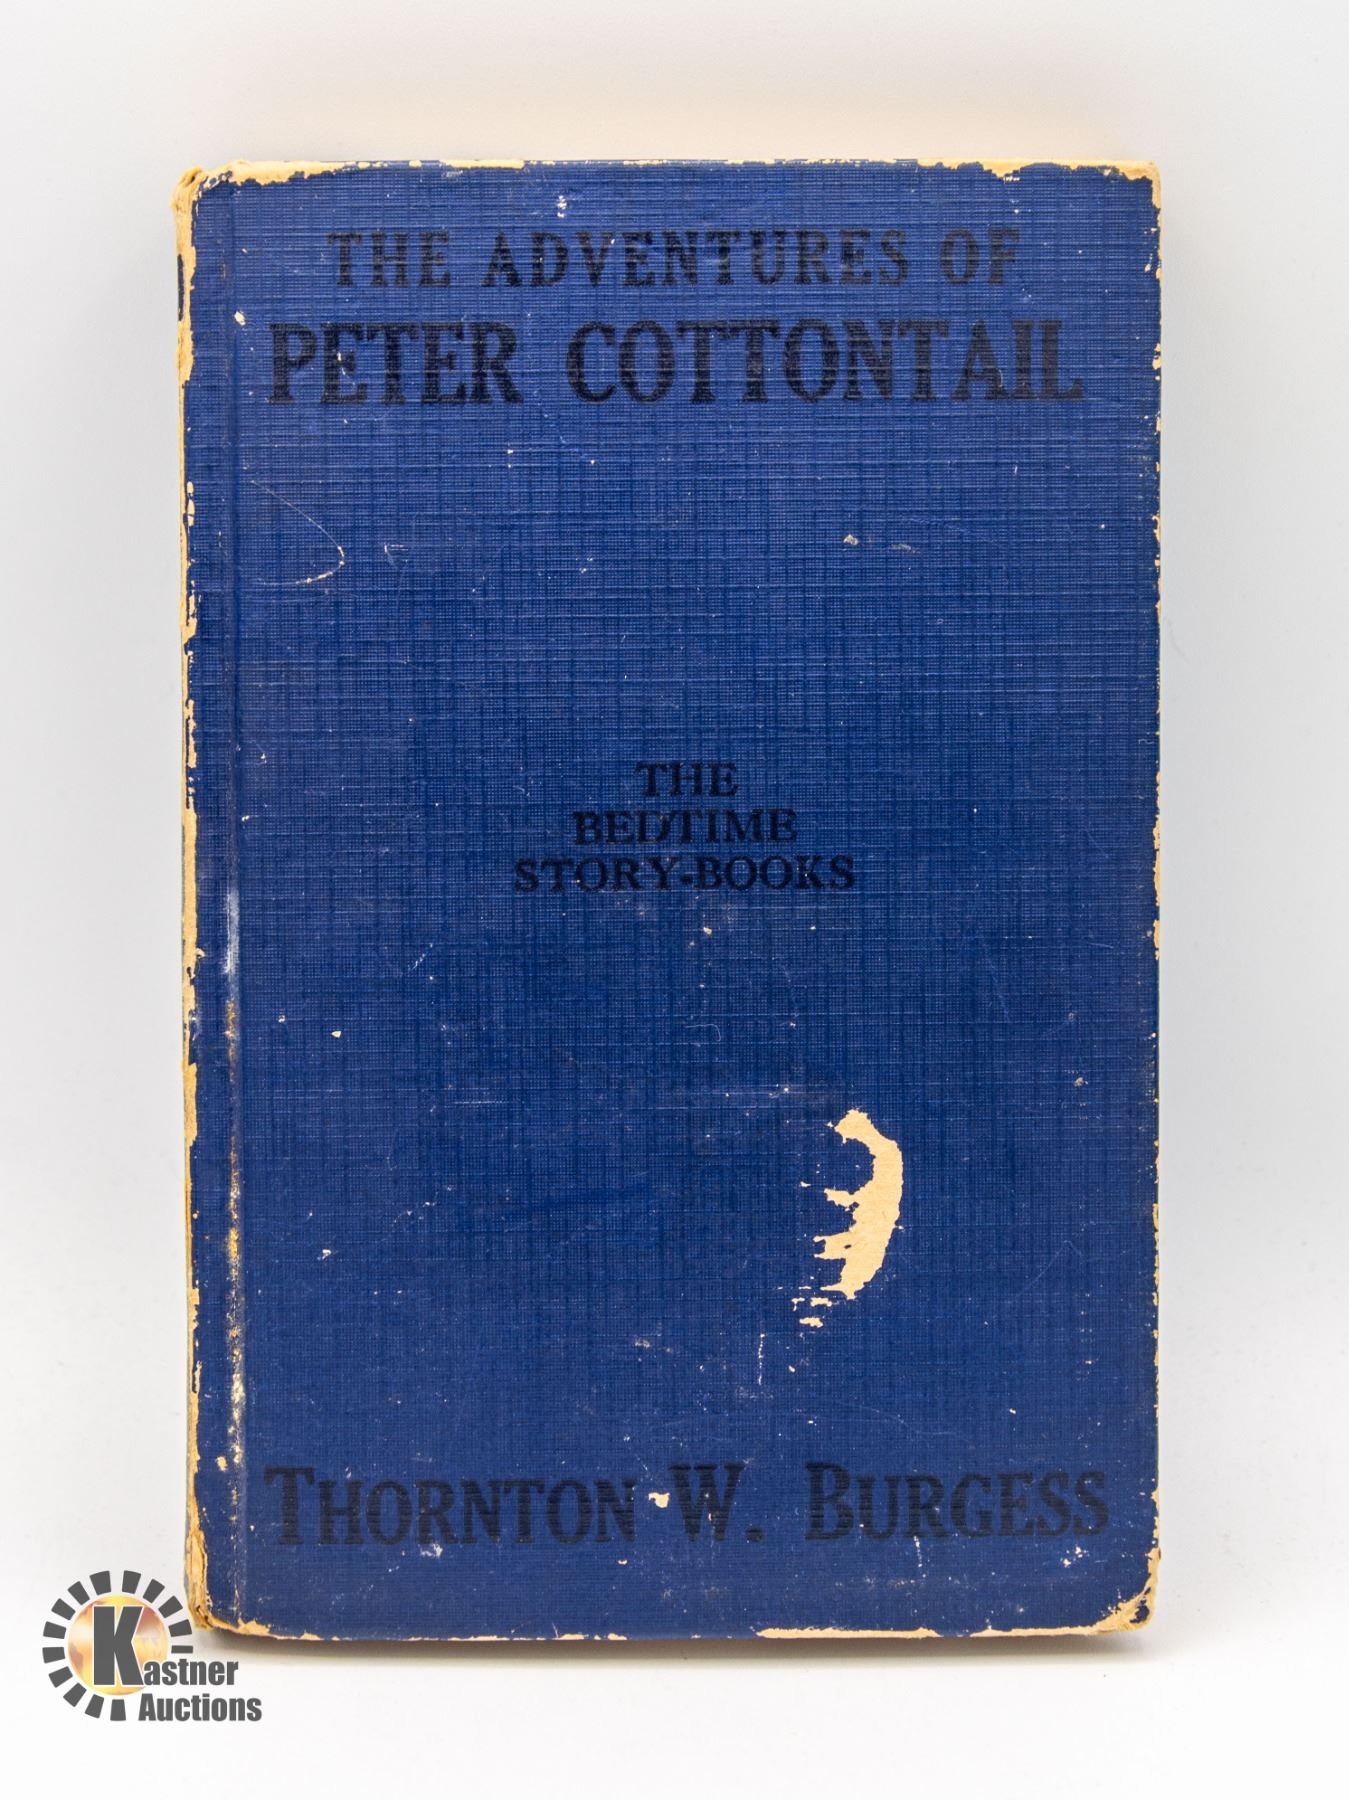 THE ADVENTURES OF
PETER COTTONTAIL
THE
BEDTIME
STORY-BOOKS
THORNTON W. BURGESS
Kastner
Auctions